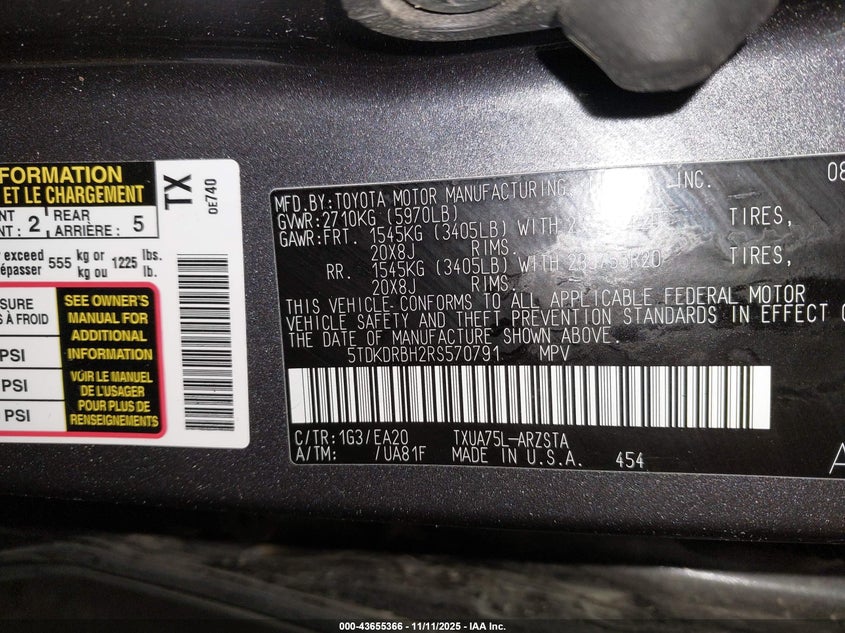 FORMATION
ET LE CHARGEMENT
NT : 2 REAR ARRIÈRE : 5
r exceed 555 kg or 1225 lbs.
épasser kg ou lb.
SURE
S À FROID
PSI
PSI
PSI
SEE OWNER'S
MANUAL FOR
ADDITIONAL
INFORMATION
VOIR LE MANUEL
DE L'USAGER
POUR PLUS DE
RENSEIGNEMENTS
TX
0E740
08
MFD.BY:TOYOTA MOTOR MANUFACTURING, INC.
GVWR:2710KG (5970LB)
GAWR:FRT. 1545KG (3405LB) WITH TIRES,
20X8J RIMS.
RR. 1545KG (3405LB) WITH TIRES,
20X8J RIMS.
THIS VEHICLE CONFORMS TO ALL APPLICABLE FEDERAL MOTOR
VEHICLE SAFETY AND THEFT PREVENTION STANDARDS IN EFFECT O
THE DATE OF MANUFACTURE SHOWN ABOVE.
5TDKDRBH2RS570791 MPV
C/TR: 1G3/EA20 TXUA75L-ARZSTA
A/TM: /UA81F MADE IN U.S.A. 454
A
000-43655366 - 11/11/2025 - IAA Inc.